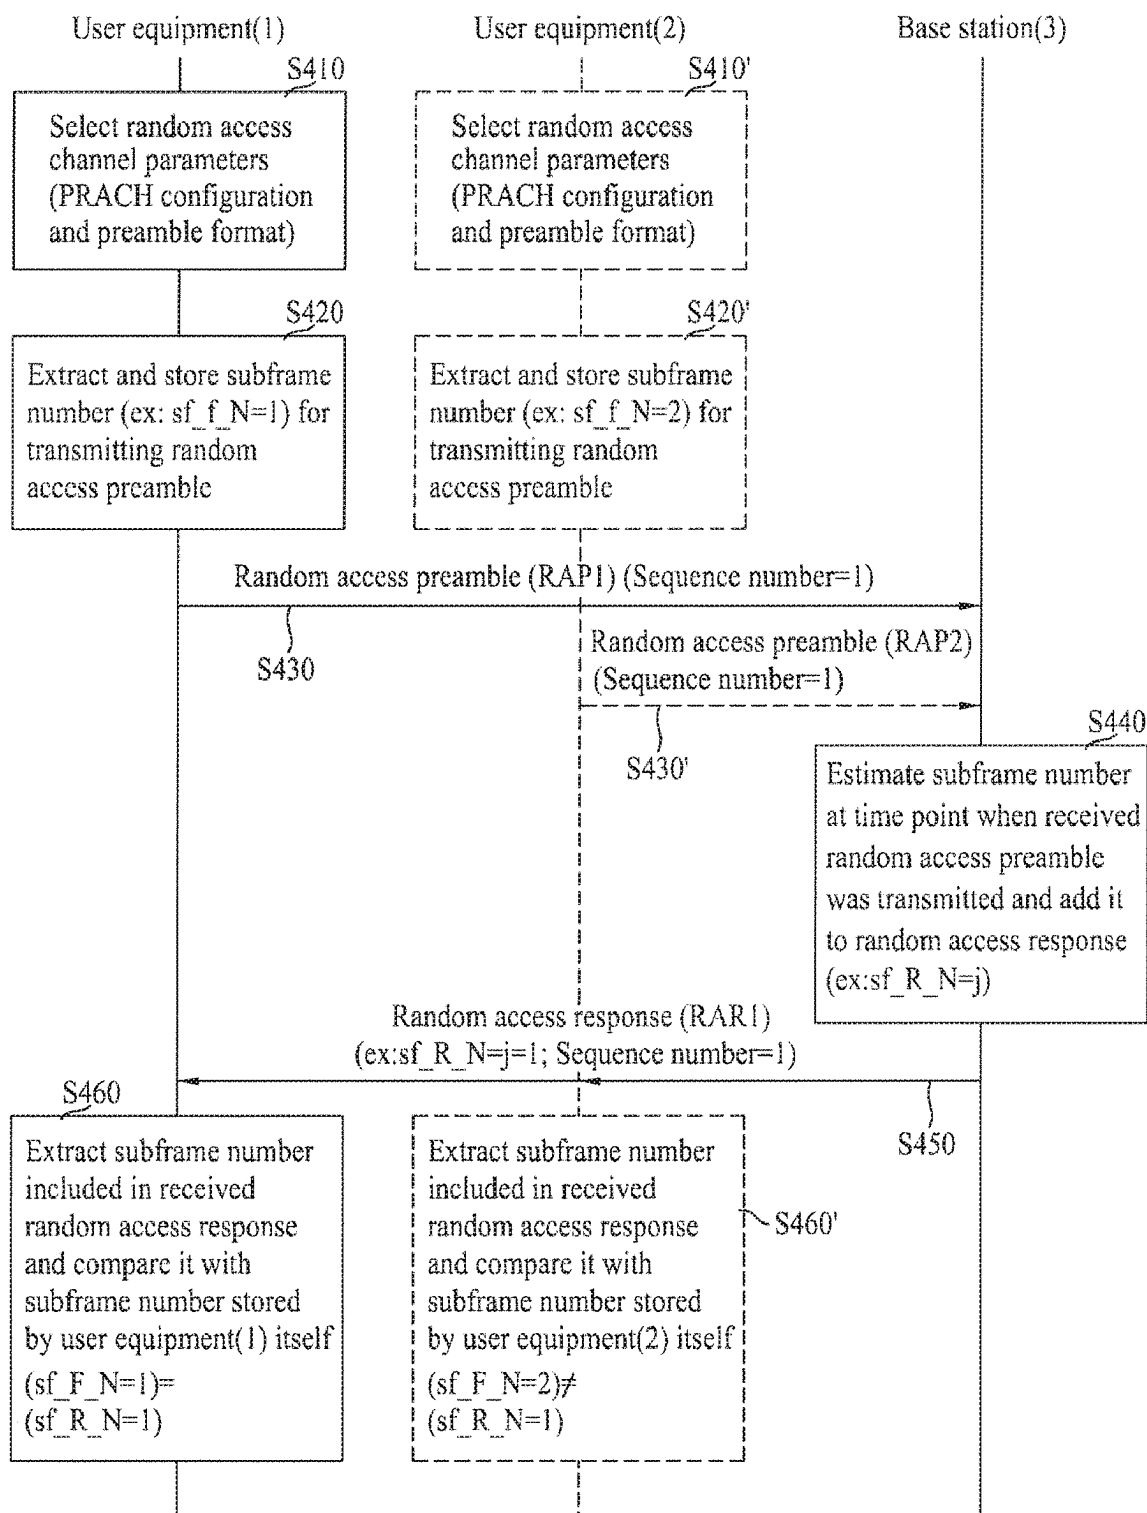 User equipment(1)
User equipment(2)
Base station(3)
S410
S410'
Select random access
channel parameters
(PRACH configuration
and preamble format)
Select random access
channel parameters
(PRACH configuration
and preamble format)
S420
S420'
Extract and store subframe
number (ex: sf_f_N=1) for
transmitting random
access preamble
Extract and store subframe
number (ex: sf_f_N=2) for
transmitting random
access preamble
Random access preamble (RAP1) (Sequence number=1)
S430
Random access preamble (RAP2)
(Sequence number=1)
S430'
S440
Estimate subframe number
at time point when received
random access preamble
was transmitted and add it
to random access response
(ex:sf_R_N=j)
Random access response (RAR1)
(ex:sf_R_N=j=1; Sequence number=1)
S450
S460
Extract subframe number
included in received
random access response
and compare it with
subframe number stored
by user equipment(1) itself
(sf_F_N=1)=
(sf_R_N=1)
Extract subframe number
included in received
random access response
and compare it with
subframe number stored
by user equipment(2) itself
(sf_F_N=2)≠
(sf_R_N=1)
S460'